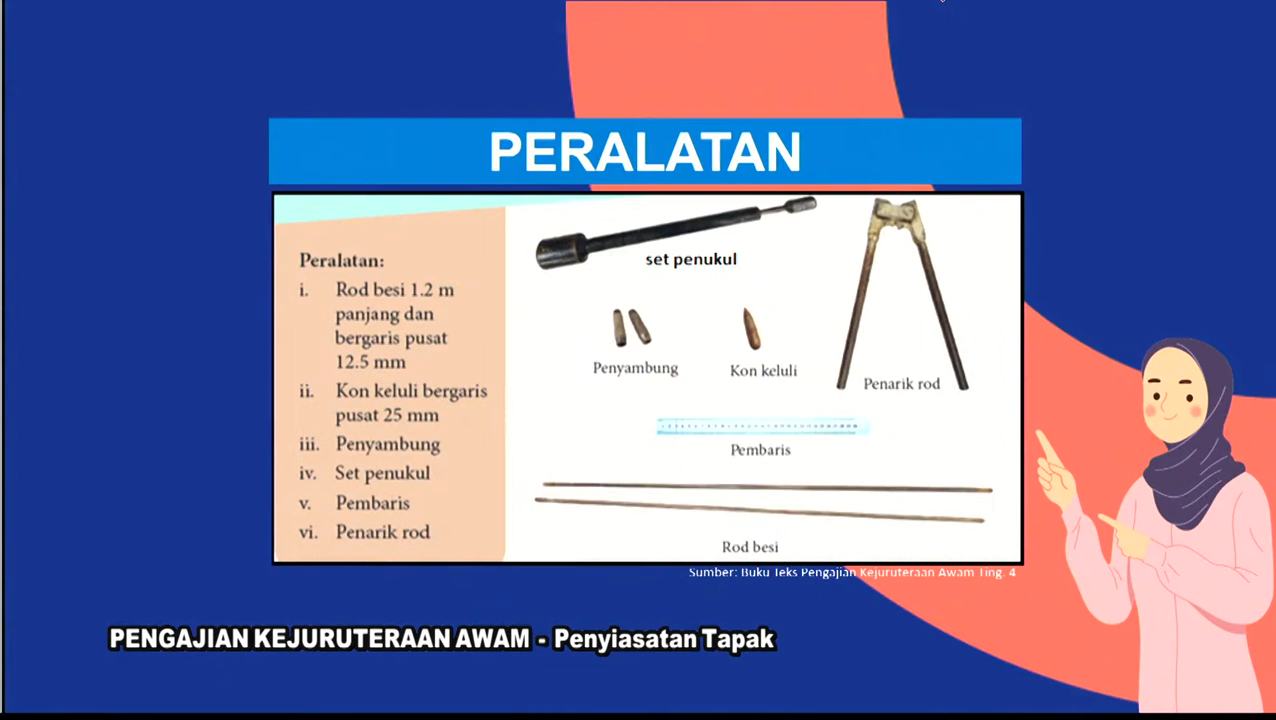 PERALATAN
Peralatan:
i. Rod besi 1.2 m
panjang dan
bergaris pusat
12.5 mm
ii. Kon keluli bergaris
pusat 25 mm
iii. Penyambung
iv. Set penukul
v. Pembaris
vi. Penarik rod
set penukul
Penyambung
Kon keluli
Penarik rod
Pembaris
Rod besi
Sumber: Buku Teks Pengajian Kejuruteraan Awam Ting. 4
PENGAJIAN KEJURUTERAAN AWAM - Penyiasatan Tapak